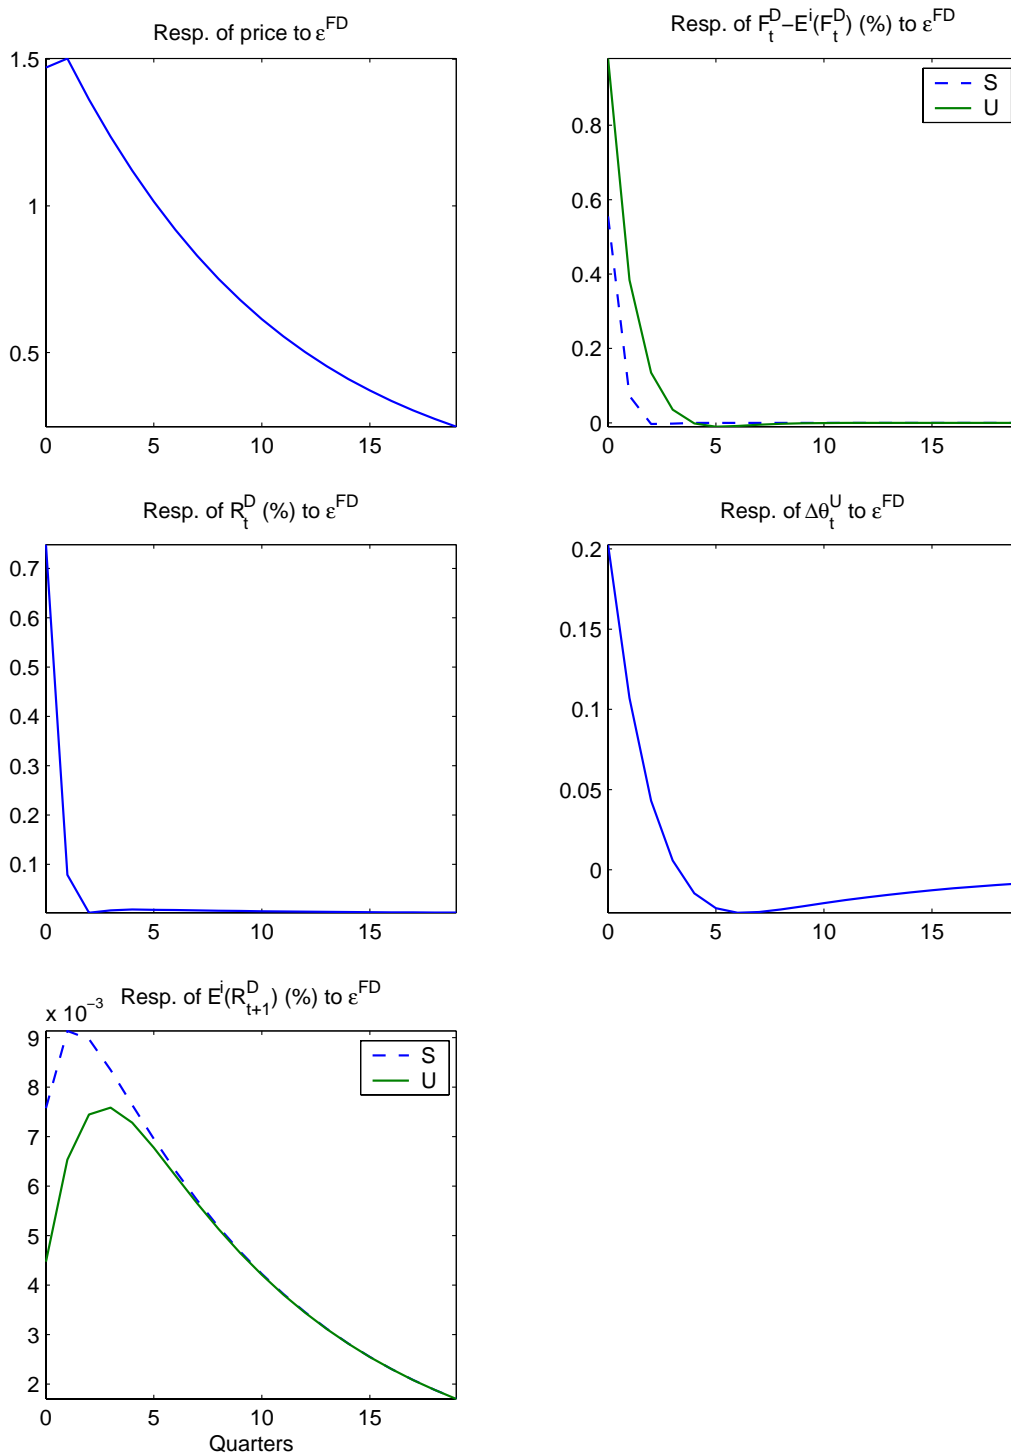 Resp. of price to ε^FD
1.5
1
0.5
0 5 10 15
Resp. of F_t^D−E^i(F_t^D) (%) to ε^FD
S
U
0.8
0.6
0.4
0.2
0
0 5 10 15
Resp. of R_t^D (%) to ε^FD
0.7
0.6
0.5
0.4
0.3
0.2
0.1
0 5 10 15
Resp. of Δθ_t^U to ε^FD
0.2
0.15
0.1
0.05
0
0 5 10 15
x 10^−3
Resp. of E^i(R_{t+1}^D) (%) to ε^FD
S
U
9
8
7
6
5
4
3
2
0 5 10 15
Quarters